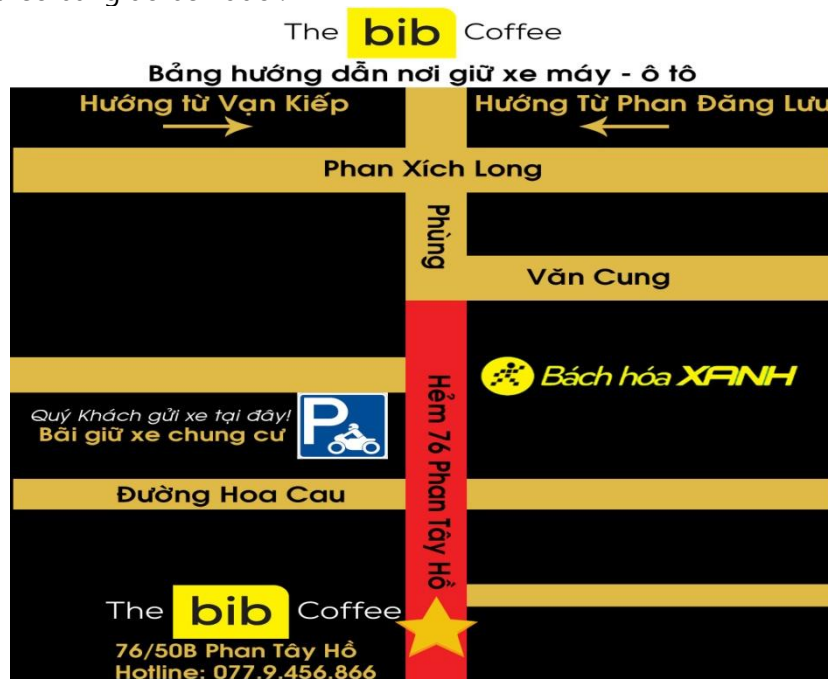 The bib Coffee
Bảng hướng dẫn nơi giữ xe máy - ô tô
Hướng từ Vạn Kiếp
Hướng Từ Phan Đăng Lưu
Phan Xích Long
Phùng
Văn Cung
Bách hóa XANH
Hẻm 76 Phan Tây Hồ
Quý Khách gửi xe tại đây!
Bãi giữ xe chung cư
P
Đường Hoa Cau
The bib Coffee
76/50B Phan Tây Hồ
Hotline: 077.9.456.866